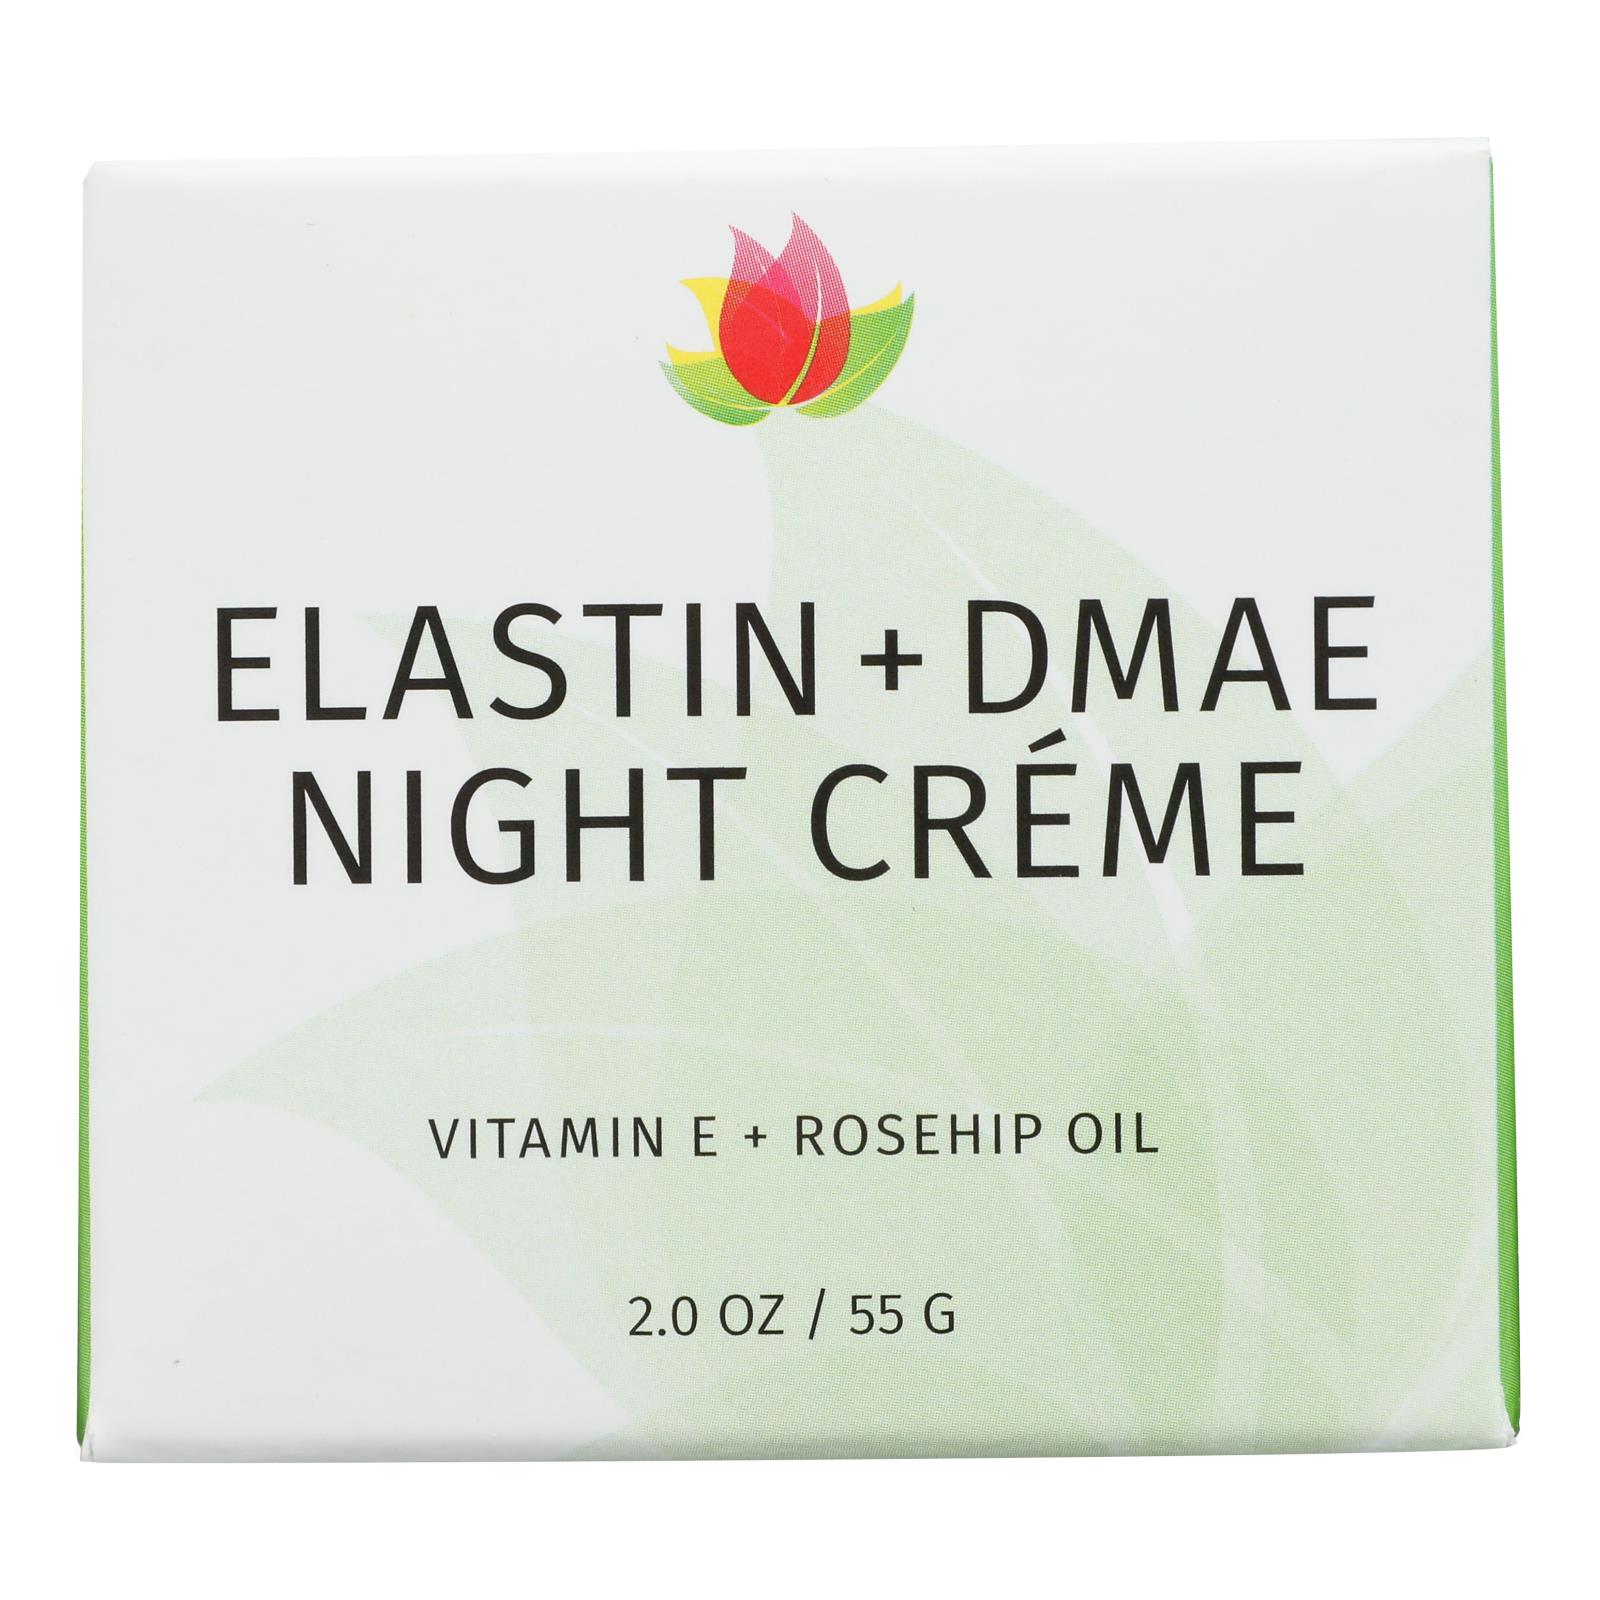 ELASTIN + DMAE
NIGHT CRÉME
VITAMIN E + ROSEHIP OIL
2.0 OZ / 55 G